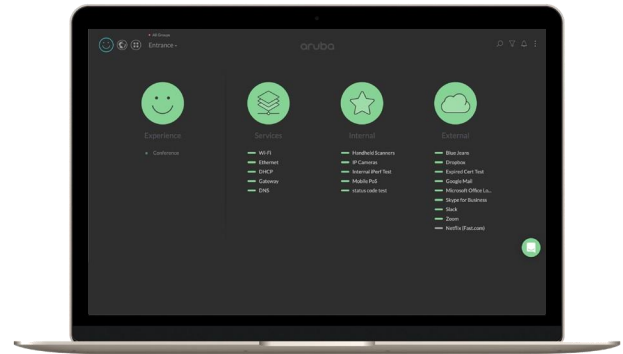 All Groups
Entrance
aruba
Experience
Conference
Services
Wi-Fi
Ethernet
DHCP
Gateway
DNS
Internal
Handheld Scanners
IP Cameras
Internal iPerf Test
Mobile PoS
status code test
External
Blue Jeans
Dropbox
Expired Cert Test
Google Mail
Microsoft Office Lo...
Skype for Business
Slack
Zoom
Netflix (Fast.com)